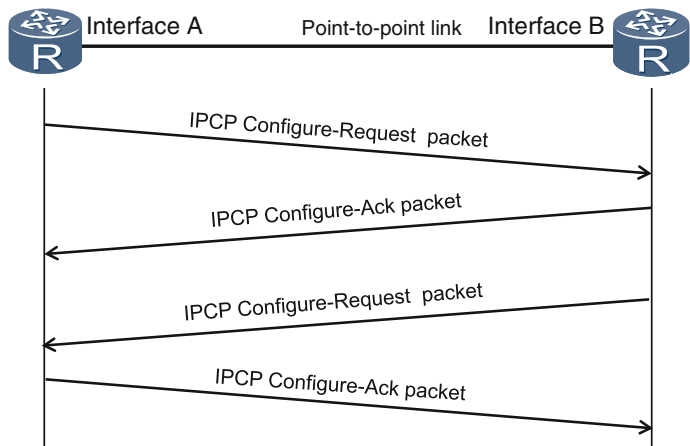 Interface A
Point-to-point link
Interface B
R
R
IPCP Configure-Request packet
IPCP Configure-Ack packet
IPCP Configure-Request packet
IPCP Configure-Ack packet